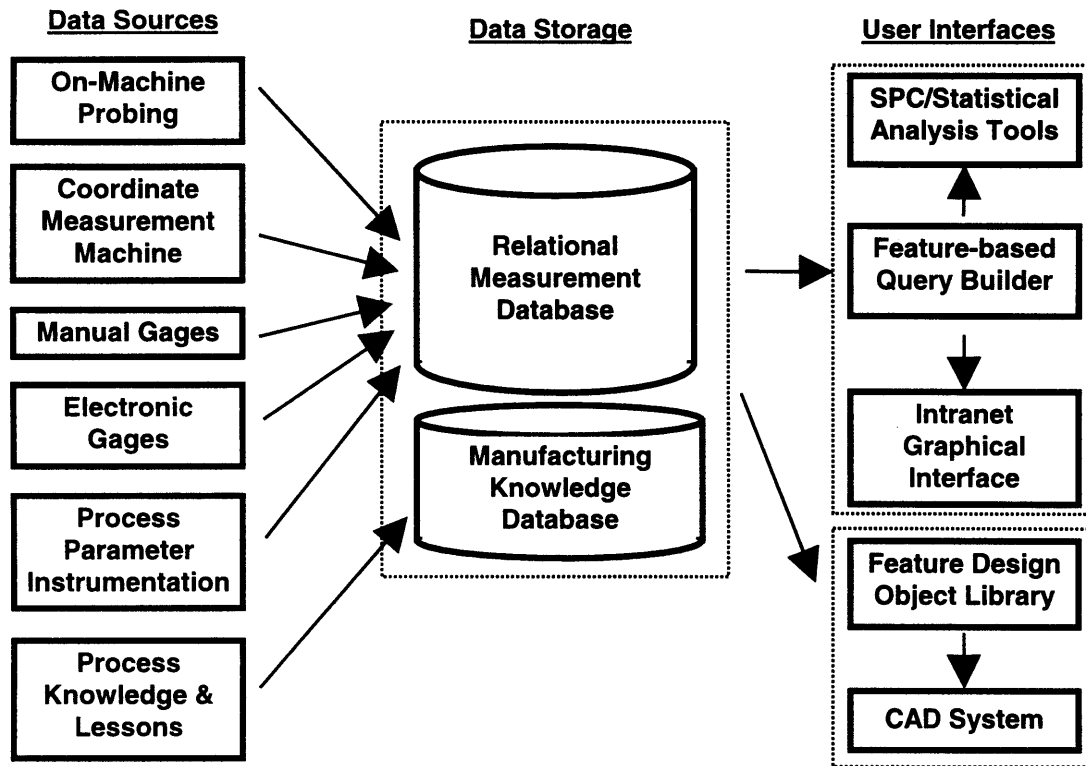 Data Sources
On-Machine
Probing
Coordinate
Measurement
Machine
Manual Gages
Electronic
Gages
Process
Parameter
Instrumentation
Process
Knowledge &
Lessons
Data Storage
Relational
Measurement
Database
Manufacturing
Knowledge
Database
User Interfaces
SPC/Statistical
Analysis Tools
Feature-based
Query Builder
Intranet
Graphical
Interface
Feature Design
Object Library
CAD System